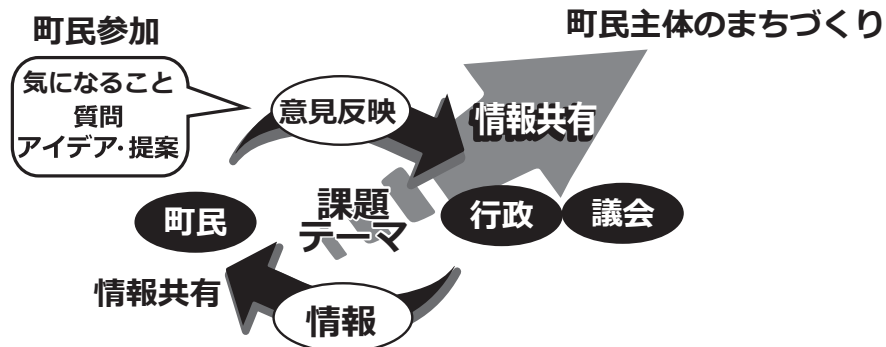 町民主体のまちづくり
町民参加
気になること
質問
アイデア・提案
意見反映
情報共有
町民
課題
テーマ
行政
議会
情報共有
情報